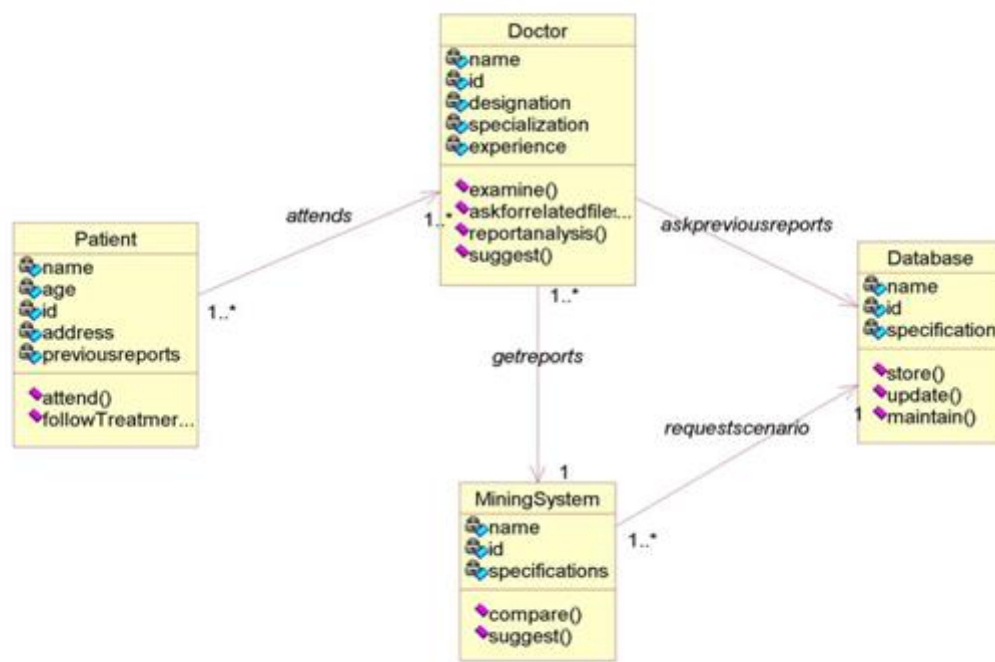 Doctor
name
id
designation
specialization
experience
examine()
askforrelatedfile...
reportanalysis()
suggest()
attends
1..*
1..*
Patient
name
age
id
address
previousreports
attend()
followTreatmer...
askpreviousreports
Database
name
id
specification
store()
update()
maintain()
1..*
getreports
1
requestscenario
1
1..*
MiningSystem
name
id
specifications
compare()
suggest()